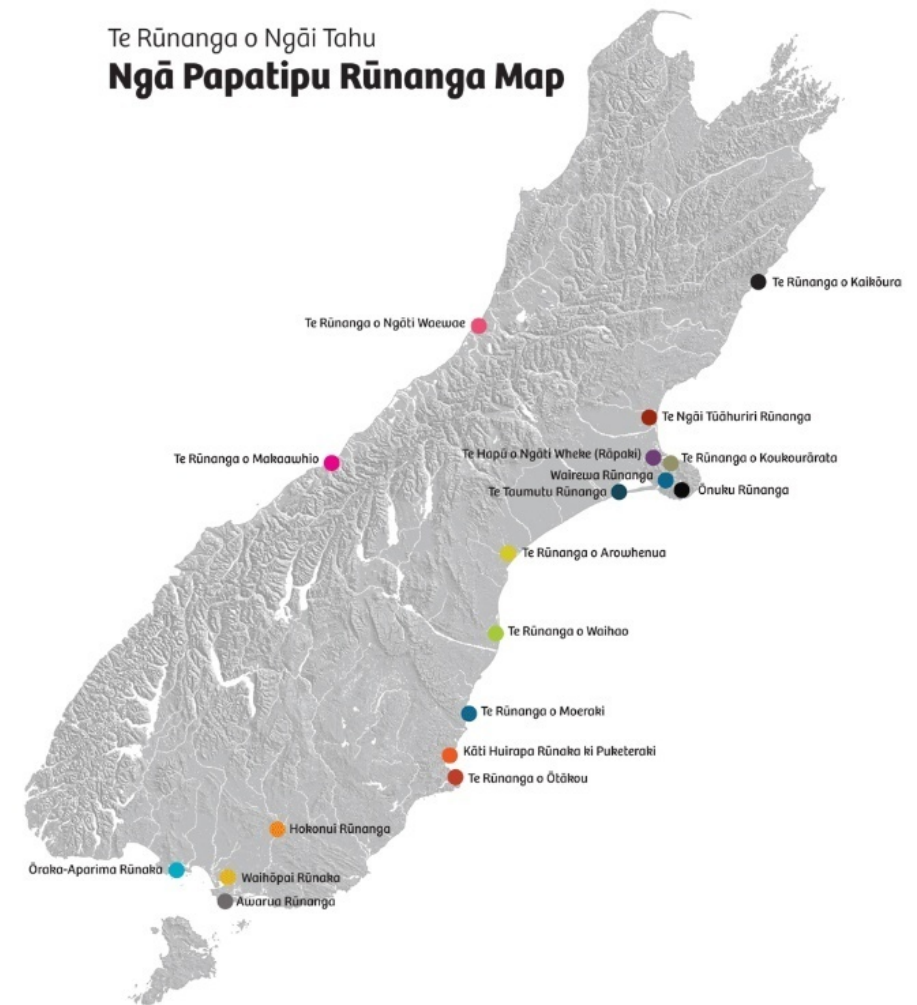 Te Rūnanga o Ngāi Tahu
Ngā Papatipu Rūnanga Map
Te Rūnanga o Kaikōura
Te Rūnanga o Ngāti Waewae
Te Ngāi Tūāhuriri Rūnanga
Te Hapū o Ngāti Wheke (Rāpaki)
Te Rūnanga o Koukourārata
Te Rūnanga o Makaawhio
Wairewa Rūnanga
Te Taumutu Rūnanga
Ōnuku Rūnanga
Te Rūnanga o Arowhenua
Te Rūnanga o Waihao
Te Rūnanga o Moeraki
Kāti Huirapa Rūnaka ki Puketeraki
Te Rūnanga o Ōtākou
Hokonui Rūnanga
Ōraka-Aparima Rūnaka
Waihōpai Rūnaka
Awarua Rūnanga